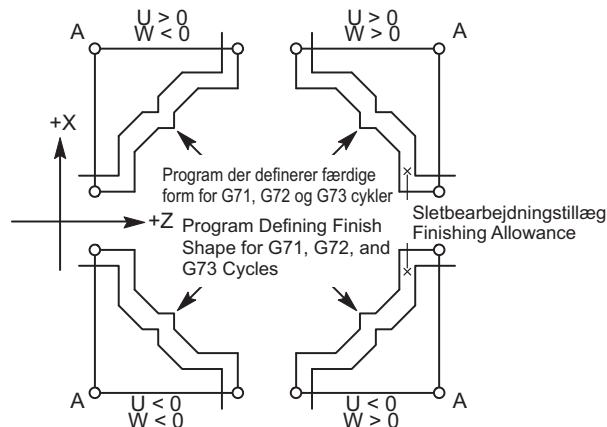 U > 0
W < 0
A
U > 0
W > 0
A
+X
Program der definerer færdige
form for G71, G72 og G73 cykler
+Z
Program Defining Finish
Shape for G71, G72, and
G73 Cycles
Sletbearbejdningstillæg
Finishing Allowance
A
U < 0
W < 0
U < 0
W > 0
A